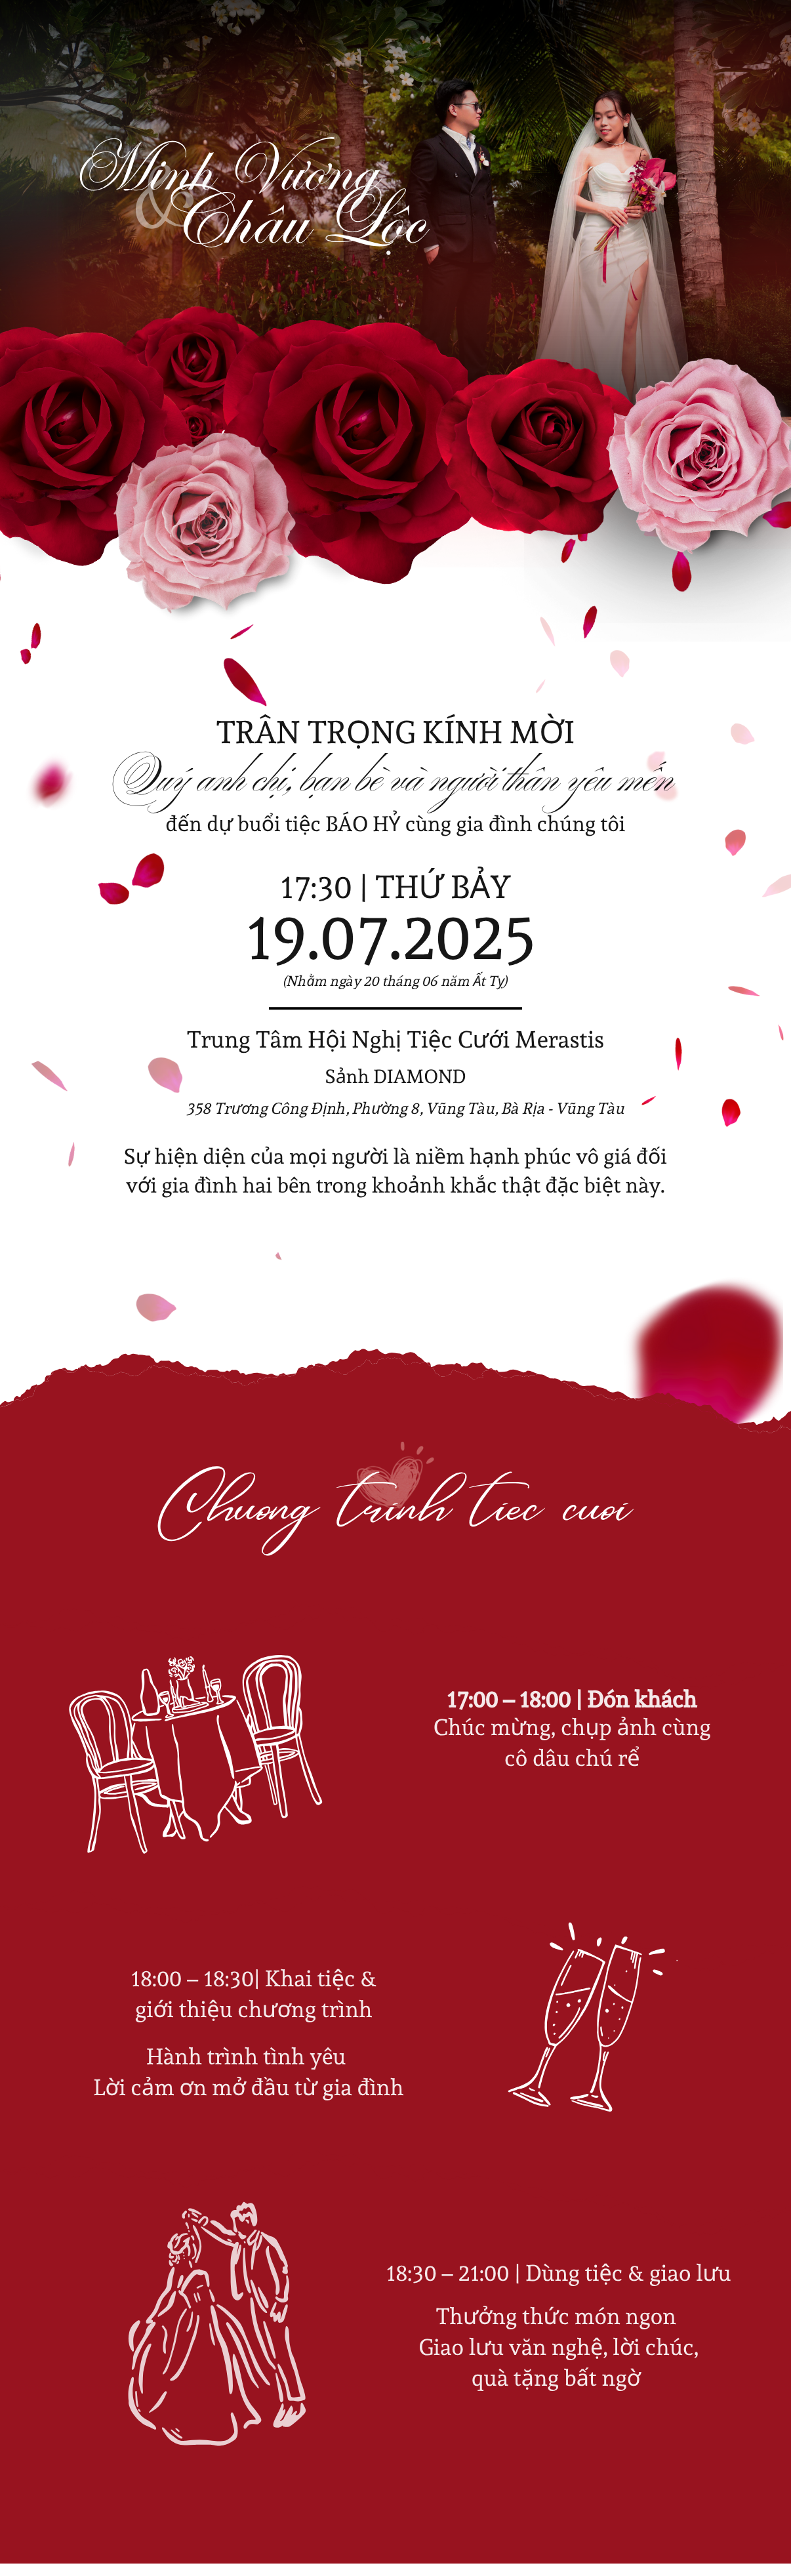 Minh Vương
&
Châu Lộc
TRÂN TRỌNG KÍNH MỜI
Quý anh chị, bạn bè và người thân yêu mến
đến dự buổi tiệc BÁO HỶ cùng gia đình chúng tôi
17:30 | THỨ BẢY
19.07.2025
(Nhằm ngày 20 tháng 06 năm Ất Tỵ)
Trung Tâm Hội Nghị Tiệc Cưới Merastis
Sảnh DIAMOND
358 Trương Công Định, Phường 8, Vũng Tàu, Bà Rịa - Vũng Tàu
Sự hiện diện của mọi người là niềm hạnh phúc vô giá đối
với gia đình hai bên trong khoảnh khắc thật đặc biệt này.
Chuong trình tiec cuoi
17:00 – 18:00 | Đón khách
Chúc mừng, chụp ảnh cùng
cô dâu chú rể
18:00 – 18:30| Khai tiệc &
giới thiệu chương trình
Hành trình tình yêu
Lời cảm ơn mở đầu từ gia đình
18:30 – 21:00 | Dùng tiệc & giao lưu
Thưởng thức món ngon
Giao lưu văn nghệ, lời chúc,
quà tặng bất ngờ